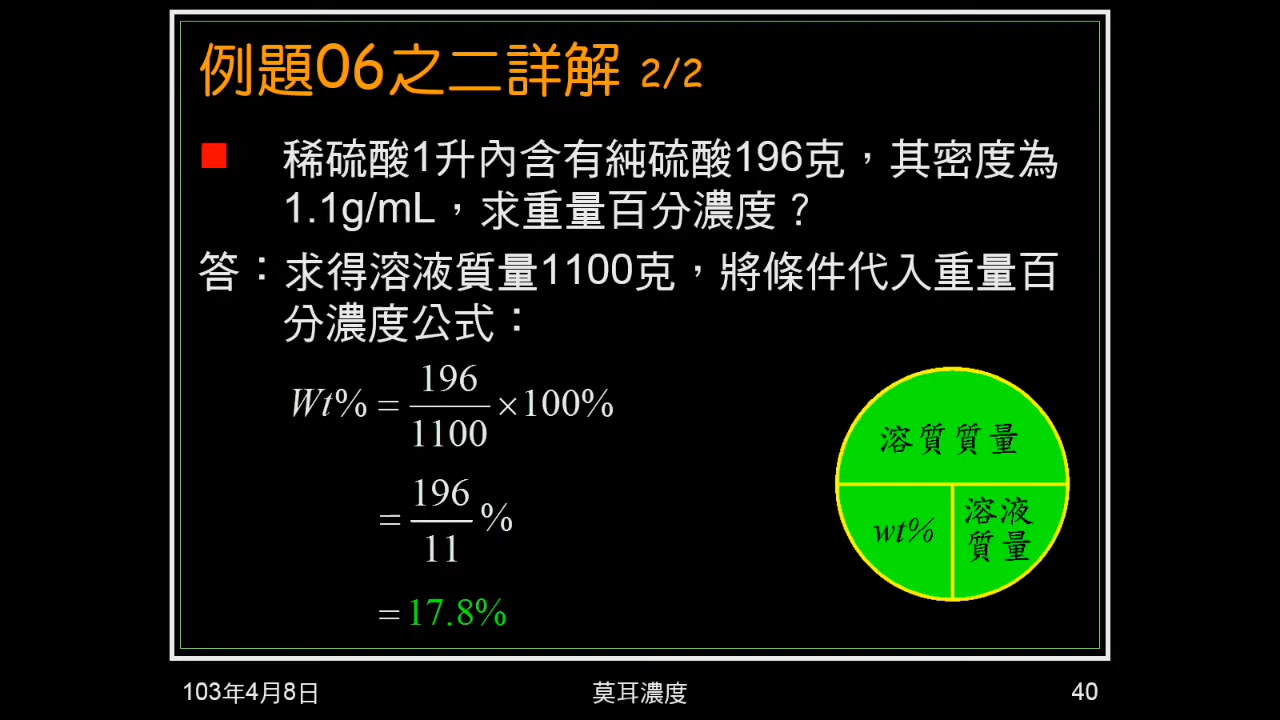 例題06之二詳解 2/2
稀硫酸1升內含有純硫酸196克，其密度為
1.1g/mL，求重量百分濃度？
答：求得溶液質量1100克，將條件代入重量百
分濃度公式：
Wt% = 196/1100 ×100%
= 196/11 %
= 17.8%
溶質質量
wt%
溶液
質量
103年4月8日
莫耳濃度
40